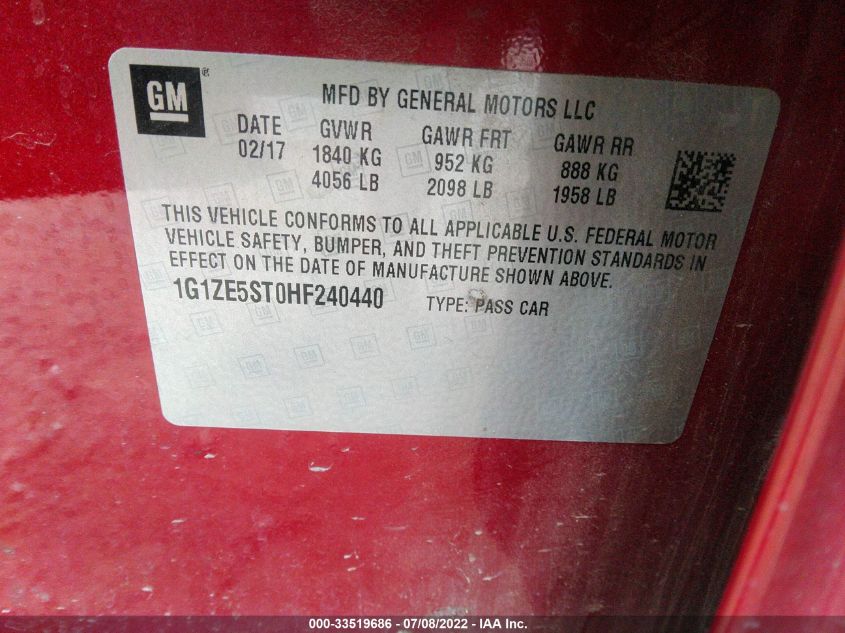 GM ®
MFD BY GENERAL MOTORS LLC
DATE GVWR GAWR FRT GAWR RR
02/17 1840 KG 952 KG 888 KG
4056 LB 2098 LB 1958 LB
THIS VEHICLE CONFORMS TO ALL APPLICABLE U.S. FEDERAL MOTOR
VEHICLE SAFETY, BUMPER, AND THEFT PREVENTION STANDARDS IN
EFFECT ON THE DATE OF MANUFACTURE SHOWN ABOVE.
1G1ZE5ST0HF240440 TYPE: PASS CAR
000-33519686 - 07/08/2022 - IAA Inc.